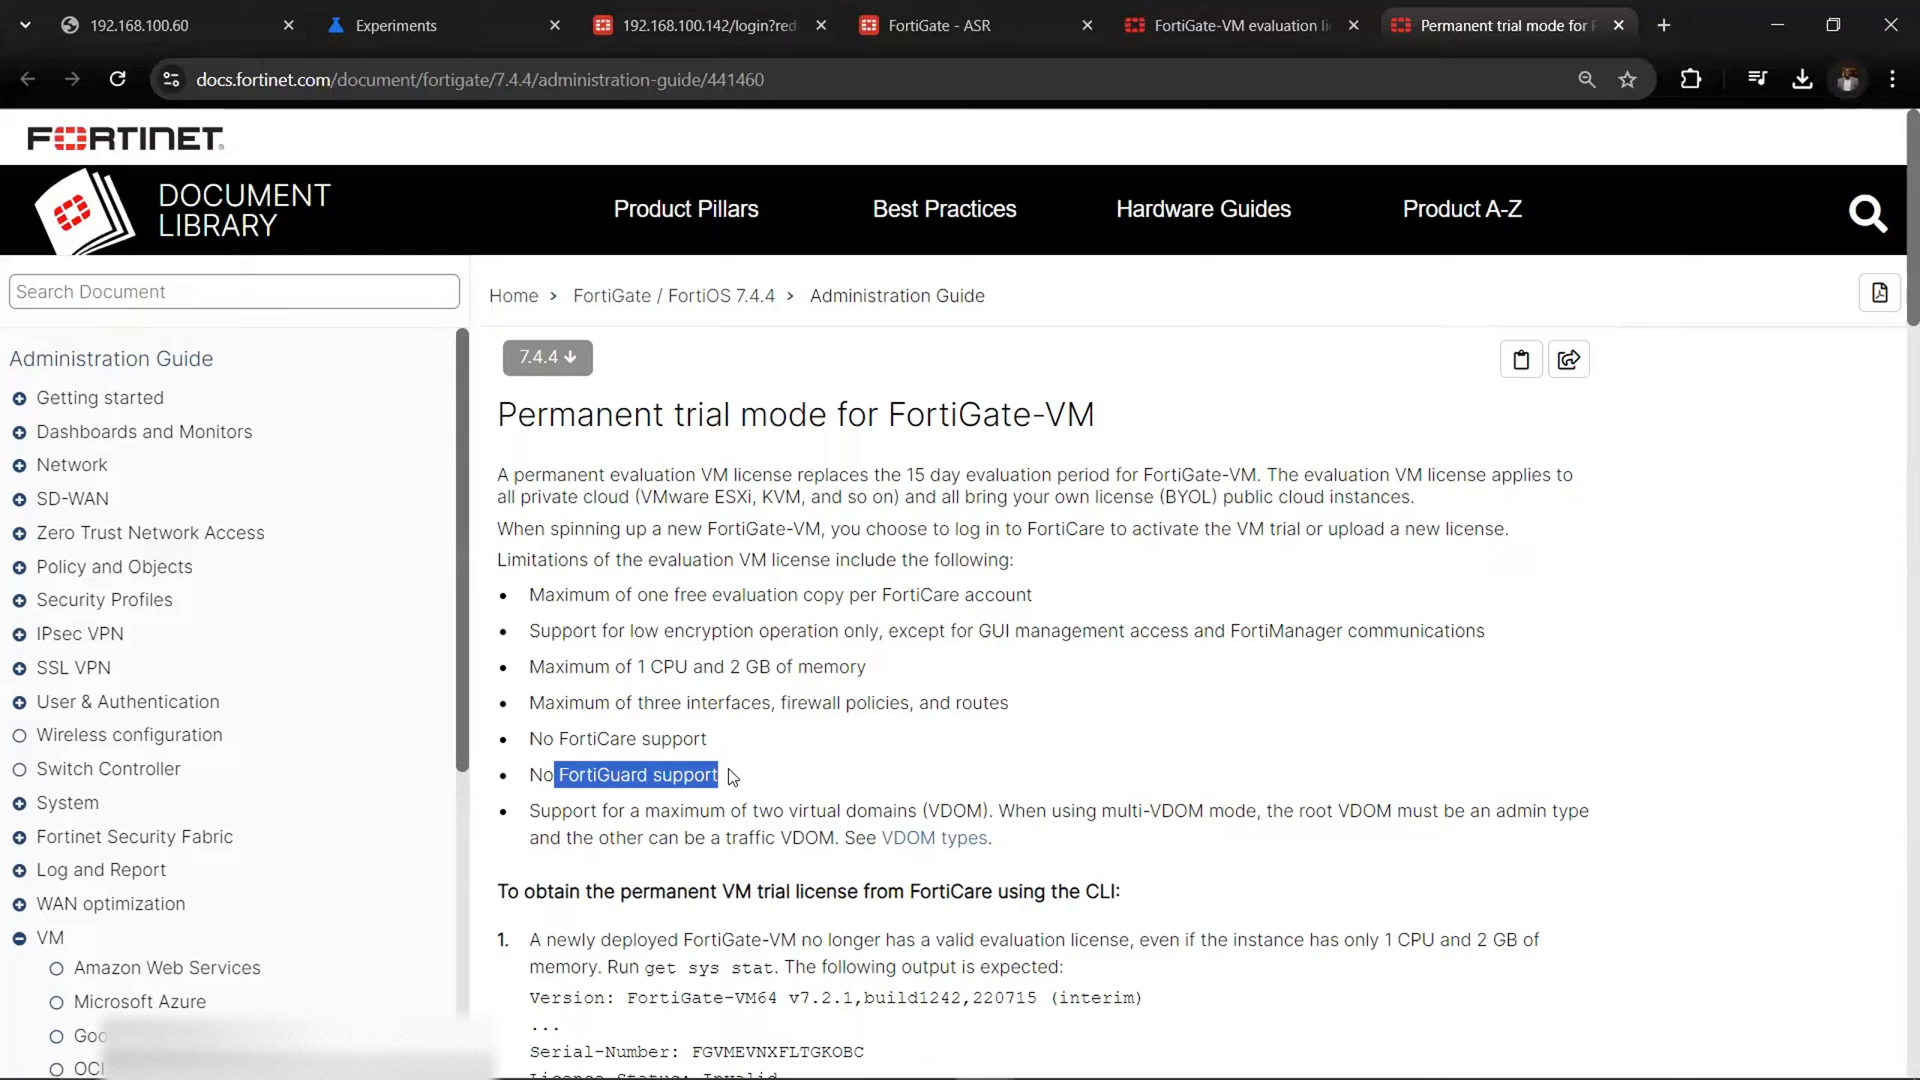 192.168.100.60
Experiments
192.168.100.142/login?red
FortiGate - ASR
FortiGate-VM evaluation li
Permanent trial mode for F
docs.fortinet.com/document/fortigate/7.4.4/administration-guide/441460
FORTINET
DOCUMENT
LIBRARY
Product Pillars
Best Practices
Hardware Guides
Product A-Z
Search Document
Home > FortiGate / FortiOS 7.4.4 > Administration Guide
Administration Guide
Getting started
Dashboards and Monitors
Network
SD-WAN
Zero Trust Network Access
Policy and Objects
Security Profiles
IPsec VPN
SSL VPN
User & Authentication
Wireless configuration
Switch Controller
System
Fortinet Security Fabric
Log and Report
WAN optimization
VM
Amazon Web Services
Microsoft Azure
Goo
OCI
7.4.4
Permanent trial mode for FortiGate-VM
A permanent evaluation VM license replaces the 15 day evaluation period for FortiGate-VM. The evaluation VM license applies to
all private cloud (VMware ESXi, KVM, and so on) and all bring your own license (BYOL) public cloud instances.
When spinning up a new FortiGate-VM, you choose to log in to FortiCare to activate the VM trial or upload a new license.
Limitations of the evaluation VM license include the following:
• Maximum of one free evaluation copy per FortiCare account
• Support for low encryption operation only, except for GUI management access and FortiManager communications
• Maximum of 1 CPU and 2 GB of memory
• Maximum of three interfaces, firewall policies, and routes
• No FortiCare support
• No FortiGuard support
• Support for a maximum of two virtual domains (VDOM). When using multi-VDOM mode, the root VDOM must be an admin type
and the other can be a traffic VDOM. See VDOM types.
To obtain the permanent VM trial license from FortiCare using the CLI:
1. A newly deployed FortiGate-VM no longer has a valid evaluation license, even if the instance has only 1 CPU and 2 GB of
memory. Run get sys stat. The following output is expected:
Version: FortiGate-VM64 v7.2.1,build1242,220715 (interim)
...
Serial-Number: FGVMEVNXFLTGKOBC
License Status: Invalid